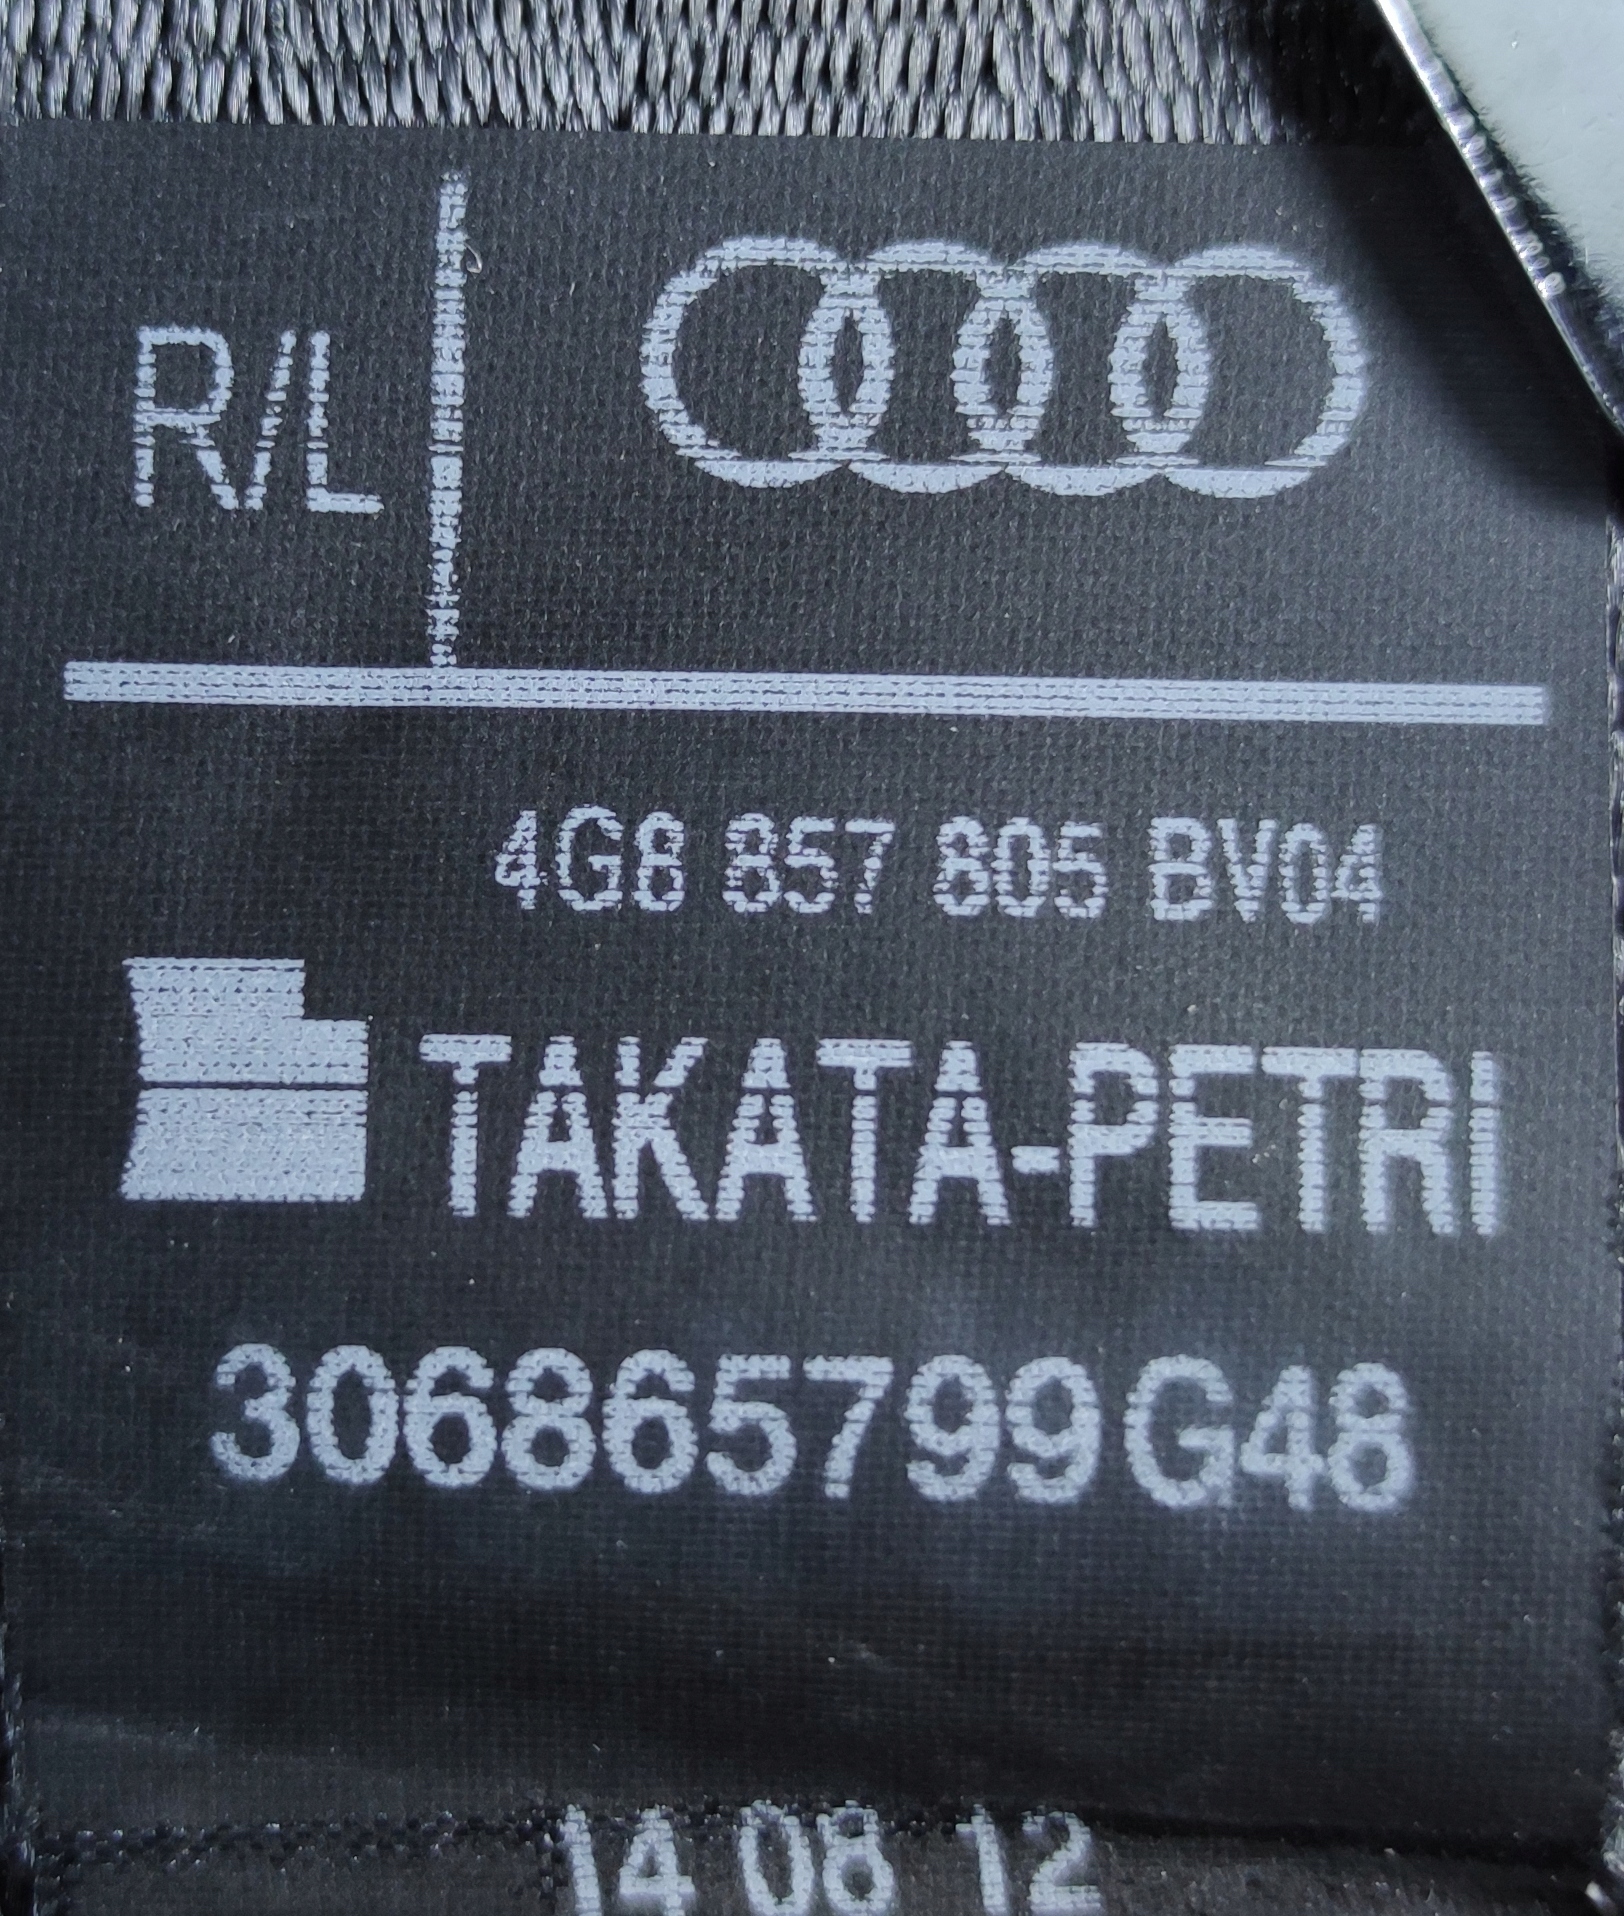 R/L
4G8 857 805 BV04
TAKATA-PETRI
306865799G48
14 08 12